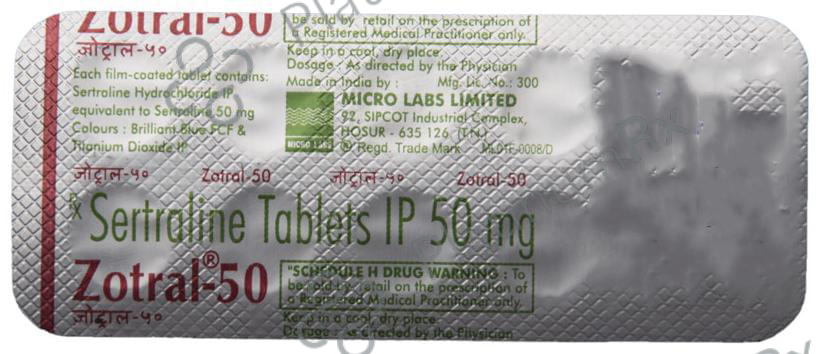 Zotral-50
be sold by retail on the prescription of
a Registered Medical Practitioner only.
जोट्राल-५०
Keep in a cool, dry place.
Dosage : As directed by the Physician
Each film-coated tablet contains:
Sertraline Hydrochloride IP
equivalent to Sertraline 50 mg
Colours : Brilliant Blue FCF &
Titanium Dioxide IP
Made in India by : Mfg. Lic. No.: 300
MICRO LABS LIMITED
92, SIPCOT Industrial Complex,
HOSUR - 635 126 (T.N.)
MICRO LABS
® Regd. Trade Mark ML01F-0008/D
जोट्राल-५० Zotral-50 जोट्राल-५० Zotral-50
Rx Sertraline Tablets IP 50 mg
Zotral®-50
"SCHEDULE H DRUG WARNING : To
be sold by retail on the prescription of
a Registered Medical Practitioner only.
जोट्राल-५०
Keep in a cool, dry place
Dosage : As directed by the Physician